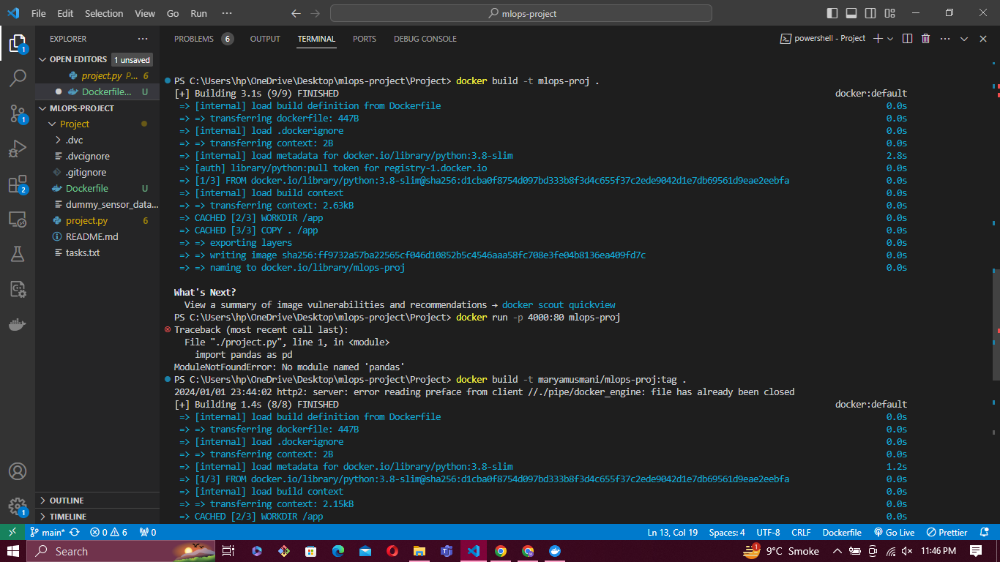 File Edit Selection View Go Run ···
mlops-project
EXPLORER ···
OPEN EDITORS 1 unsaved
project.py P... 6
Dockerfile... U
MLOPS-PROJECT
Project
.dvc
.dvcignore
.gitignore
Dockerfile U
dummy_sensor_data...
project.py 6
README.md
tasks.txt
OUTLINE
TIMELINE
1
1
2
1
PROBLEMS 6 OUTPUT TERMINAL PORTS DEBUG CONSOLE
powershell - Project
PS C:\Users\hp\OneDrive\Desktop\mlops-project\Project> docker build -t mlops-proj .
[+] Building 3.1s (9/9) FINISHED docker:default
=> [internal] load build definition from Dockerfile 0.0s
=> => transferring dockerfile: 447B 0.0s
=> [internal] load .dockerignore 0.0s
=> => transferring context: 2B 0.0s
=> [internal] load metadata for docker.io/library/python:3.8-slim 2.8s
=> [auth] library/python:pull token for registry-1.docker.io 0.0s
=> [1/3] FROM docker.io/library/python:3.8-slim@sha256:d1cba0f8754d097bd333b8f3d4c655f37c2ede9042d1e7db69561d9eae2eebfa 0.0s
=> [internal] load build context 0.0s
=> => transferring context: 2.63kB 0.0s
=> CACHED [2/3] WORKDIR /app 0.0s
=> CACHED [3/3] COPY . /app 0.0s
=> => exporting layers 0.0s
=> => writing image sha256:ff9732a57ba22565cf046d10852b5c4546aaa58fc708e3fe04b8136ea409fd7c 0.0s
=> => naming to docker.io/library/mlops-proj 0.0s
What's Next?
View a summary of image vulnerabilities and recommendations → docker scout quickview
PS C:\Users\hp\OneDrive\Desktop\mlops-project\Project> docker run -p 4000:80 mlops-proj
Traceback (most recent call last):
File "./project.py", line 1, in <module>
import pandas as pd
ModuleNotFoundError: No module named 'pandas'
PS C:\Users\hp\OneDrive\Desktop\mlops-project\Project> docker build -t maryamusmani/mlops-proj:tag .
2024/01/01 23:44:02 http2: server: error reading preface from client //./pipe/docker_engine: file has already been closed
[+] Building 1.4s (8/8) FINISHED docker:default
=> [internal] load build definition from Dockerfile 0.0s
=> => transferring dockerfile: 447B 0.0s
=> [internal] load .dockerignore 0.0s
=> => transferring context: 2B 0.0s
=> [internal] load metadata for docker.io/library/python:3.8-slim 1.2s
=> [1/3] FROM docker.io/library/python:3.8-slim@sha256:d1cba0f8754d097bd333b8f3d4c655f37c2ede9042d1e7db69561d9eae2eebfa 0.0s
=> [internal] load build context 0.0s
=> => transferring context: 2.15kB 0.0s
=> CACHED [2/3] WORKDIR /app 0.0s
main* 0 6 0 Ln 13, Col 19 Spaces: 4 UTF-8 CRLF Dockerfile Go Live Prettier
Search 1 9°C Smoke 11:46 PM